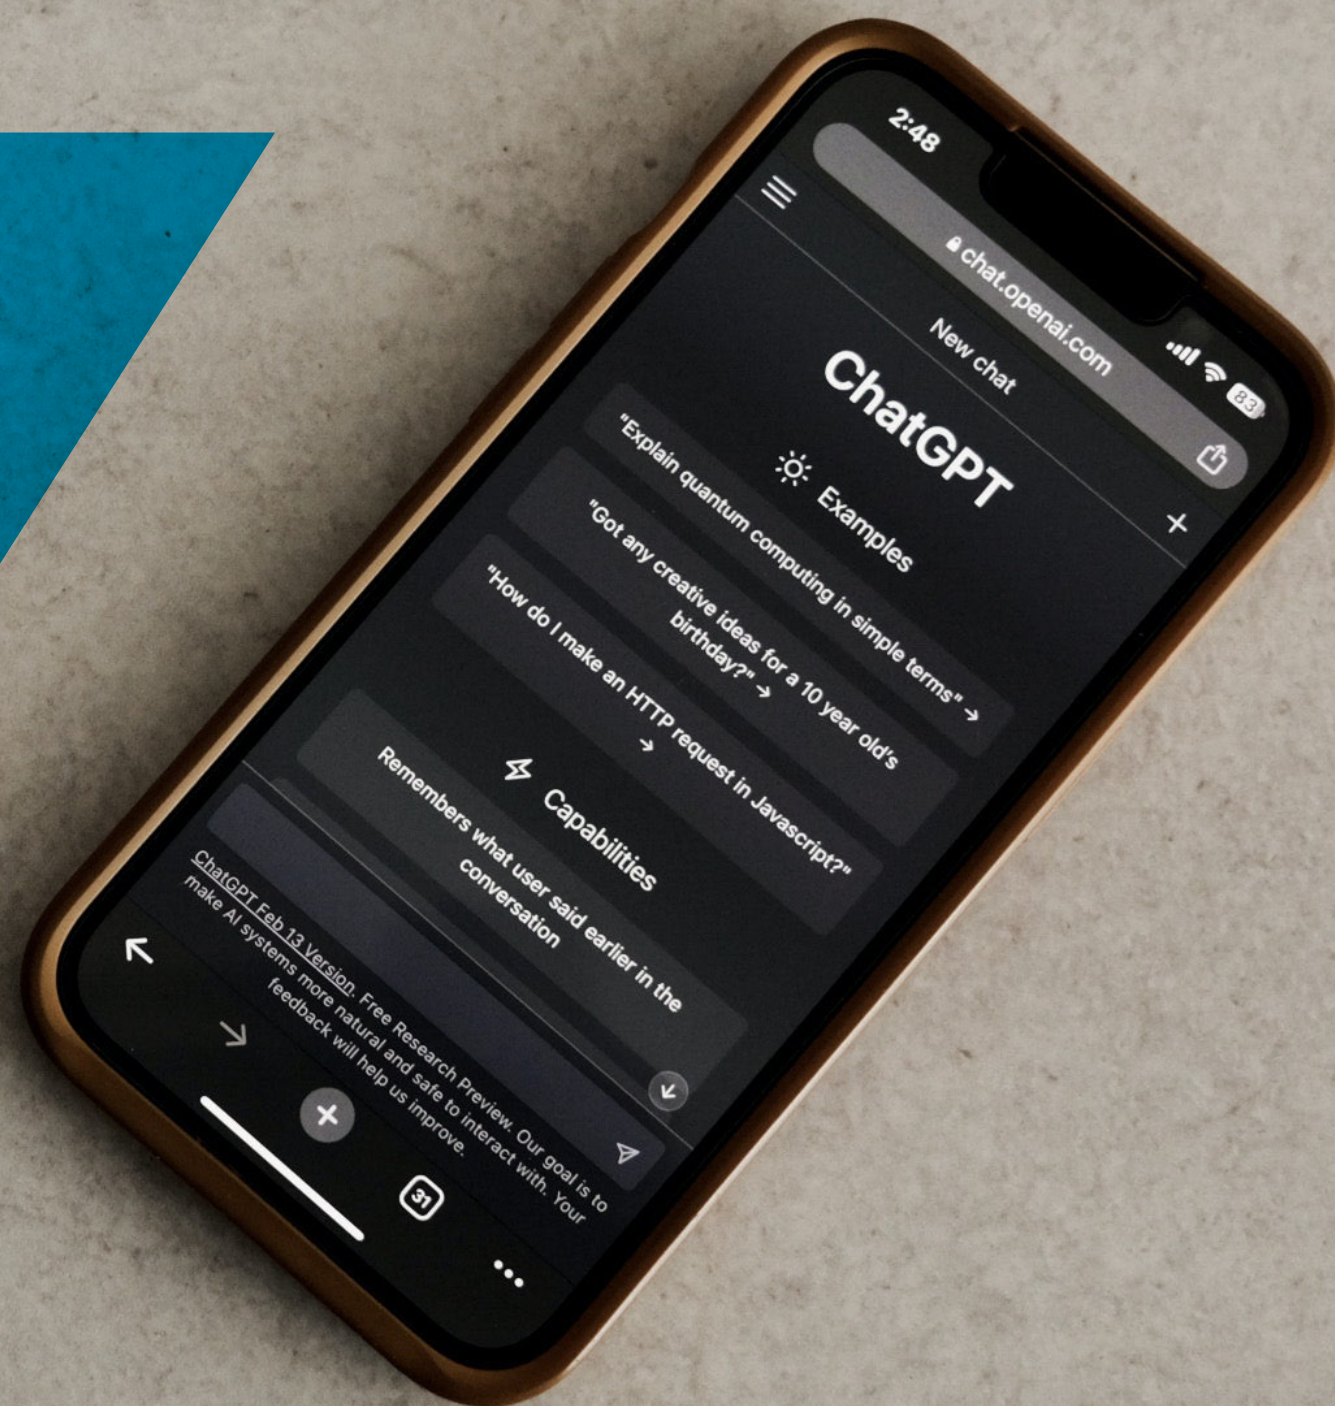 2:48
83
chat.openai.com
New chat
ChatGPT
Examples
"Explain quantum computing in simple terms" →
"Got any creative ideas for a 10 year old's
birthday?" →
"How do I make an HTTP request in Javascript?"
→
Capabilities
Remembers what user said earlier in the
conversation
ChatGPT Feb 13 Version. Free Research Preview. Our goal is to
make AI systems more natural and safe to interact with. Your
feedback will help us improve.
31